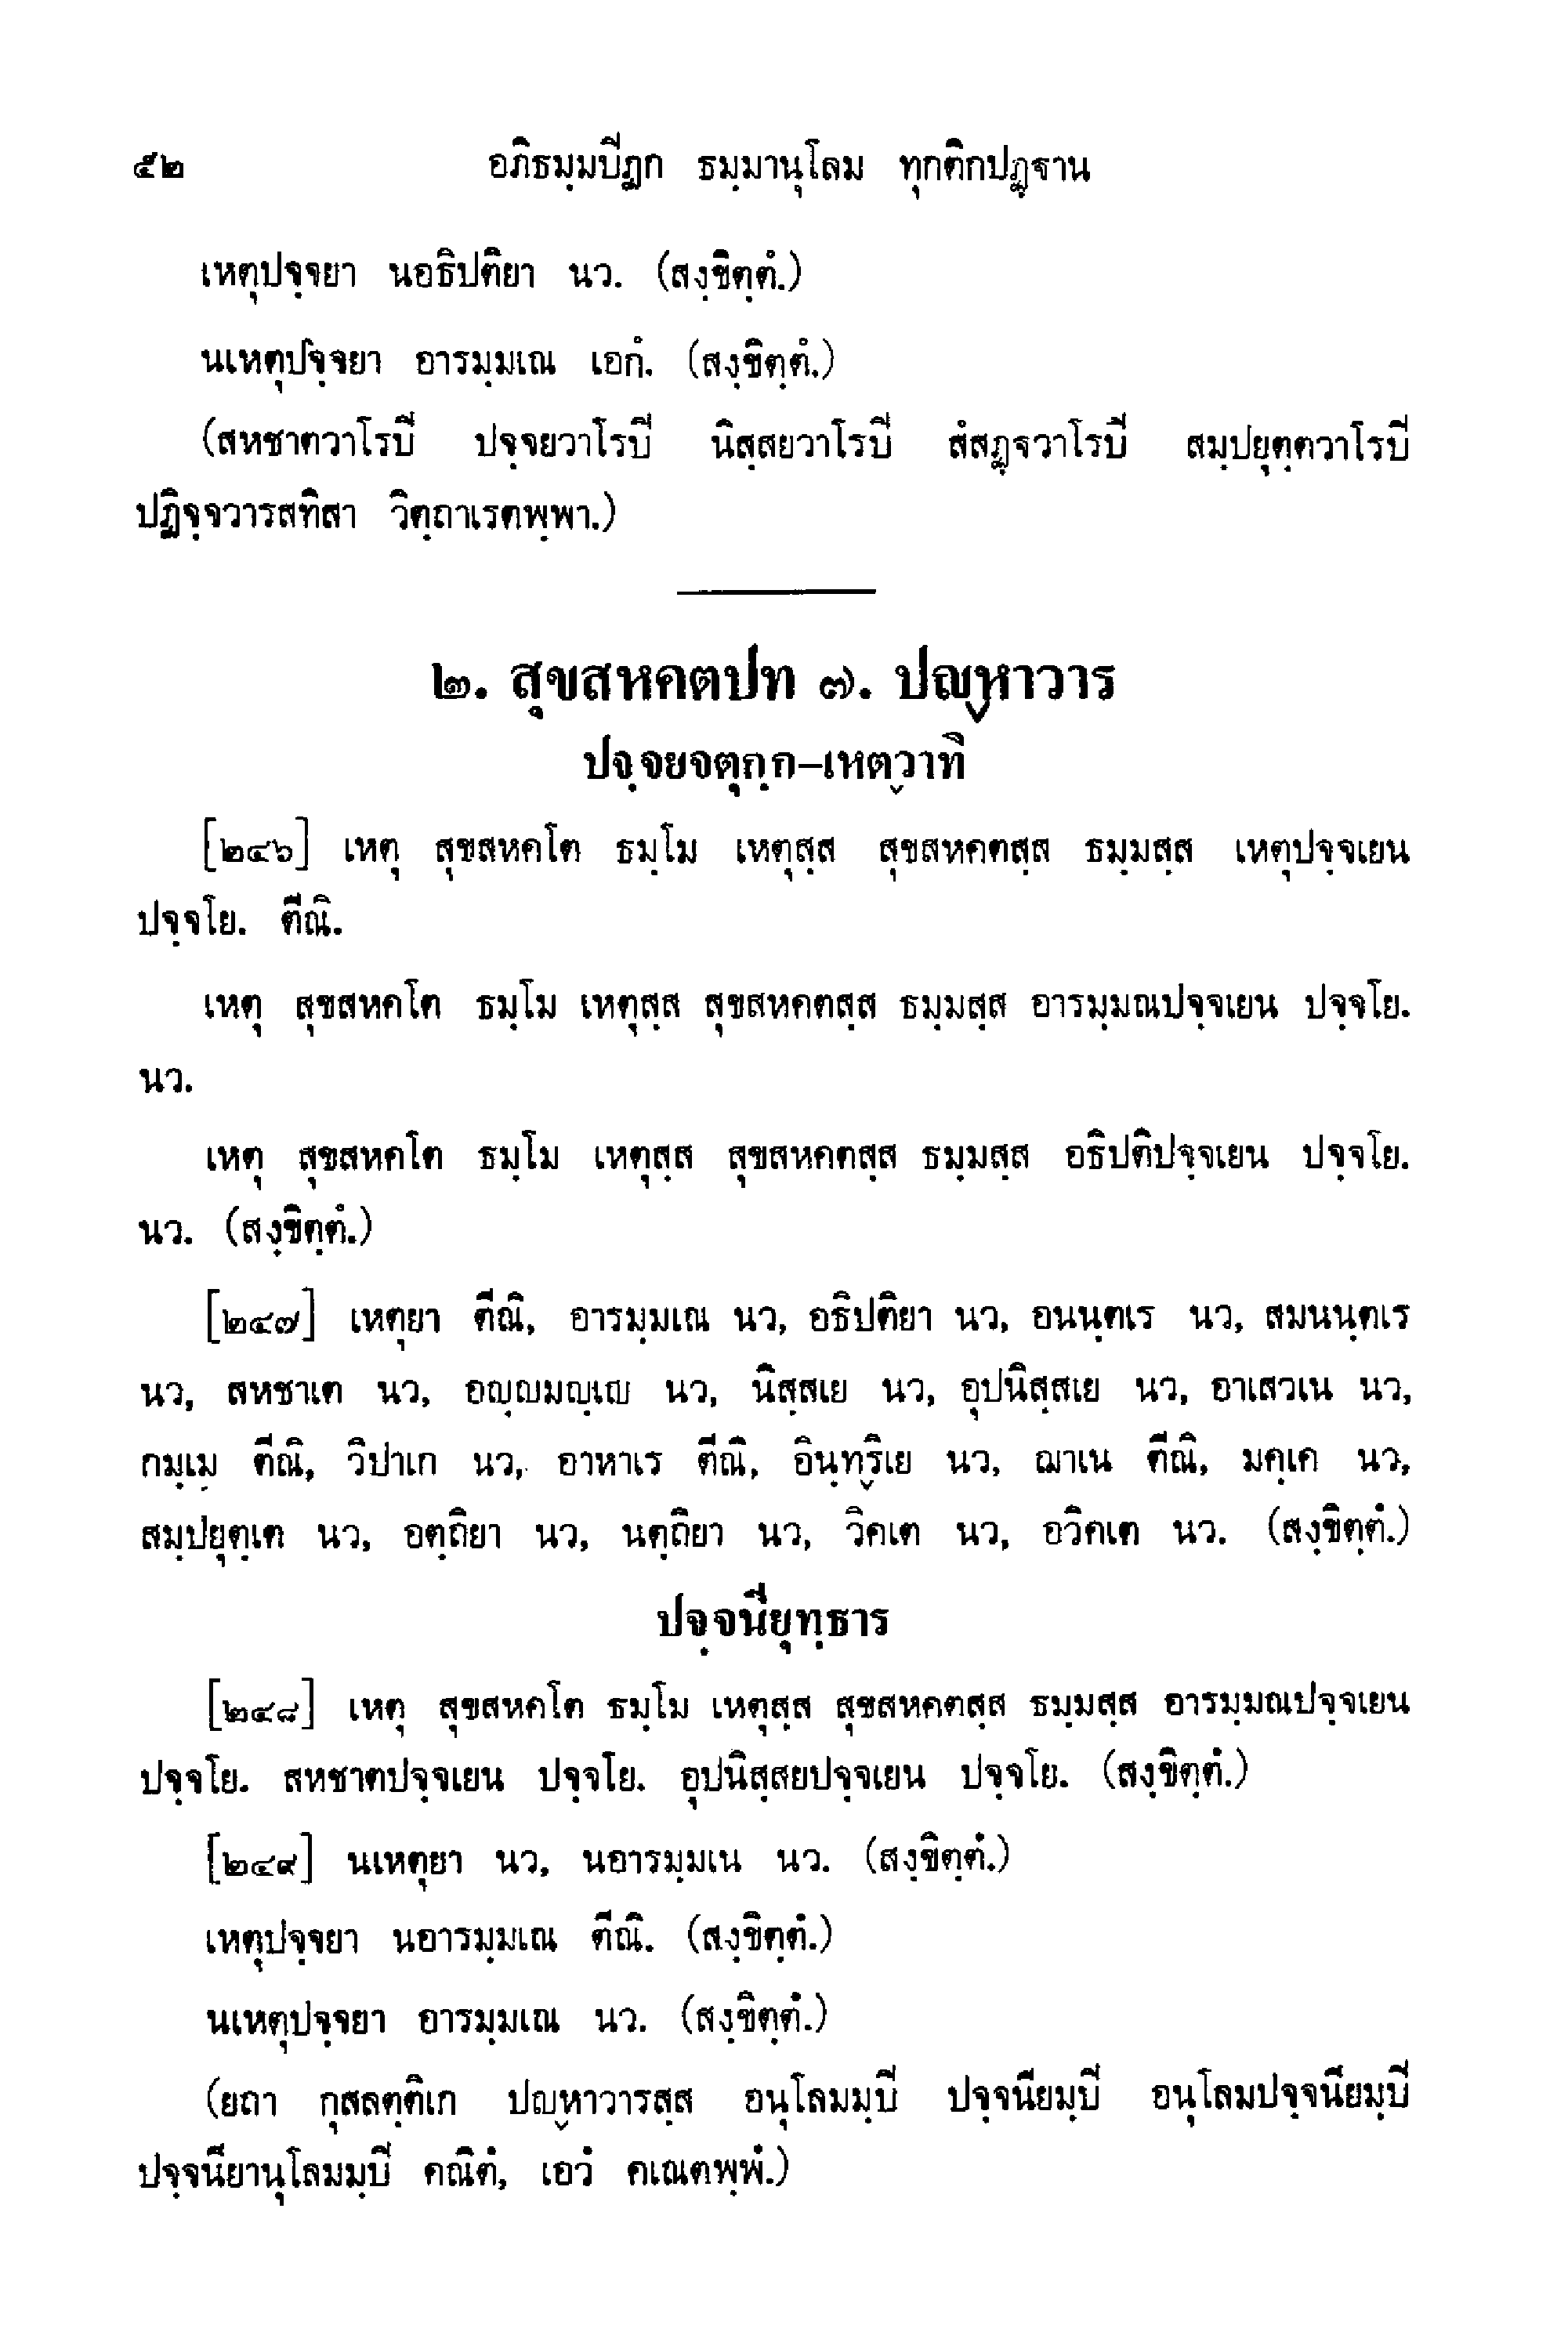 ๕๒ อภิธมฺมปิฏก ธมฺมานุโลม ทุกติกปฏฺฐาน
เหตุปจฺจยา นอธิปติยา นว. (สงฺขิตฺตํ.)
นเหตุปจฺจยา อารมฺมเณ เอกํ. (สงฺขิตฺตํ.)
(สหชาตวาโรปิ ปจฺจยวาโรปิ นิสฺสยวาโรปิ สํสฏฺฐวาโรปิ สมฺปยุตฺตวาโรปิ
ปฏิจฺจวารสทิสา วิตฺถาเรตพฺพา.)
๒. สุขสหคตปท ๗. ปญฺหาวาร
ปจฺจยจตุกฺก–เหตฺวาทิ
[๒๔๖] เหตุ สุขสหคโต ธมฺโม เหตุสฺส สุขสหคตสฺส ธมฺมสฺส เหตุปจฺจเยน
ปจฺจโย. ตีณิ.
เหตุ สุขสหคโต ธมฺโม เหตุสฺส สุขสหคตสฺส ธมฺมสฺส อารมฺมณปจฺจเยน ปจฺจโย.
นว.
เหตุ สุขสหคโต ธมฺโม เหตุสฺส สุขสหคตสฺส ธมฺมสฺส อธิปติปจฺจเยน ปจฺจโย.
นว. (สงฺขิตฺตํ.)
[๒๔๗] เหตุยา ตีณิ, อารมฺมเณ นว, อธิปติยา นว, อนนฺตเร นว, สมนนฺตเร
นว, สหชาเต นว, อญฺญมญฺเญ นว, นิสฺสเย นว, อุปนิสฺสเย นว, อาเสวเน นว,
กมฺเม ตีณิ, วิปาเก นว, อาหาเร ตีณิ, อินฺทฺริเย นว, ฌาเน ตีณิ, มคฺเค นว,
สมฺปยุตฺเต นว, อตฺถิยา นว, นตฺถิยา นว, วิคเต นว, อวิคเต นว. (สงฺขิตฺตํ.)
ปจฺจนียุทฺธาร
[๒๔๘] เหตุ สุขสหคโต ธมฺโม เหตุสฺส สุขสหคตสฺส ธมฺมสฺส อารมฺมณปจฺจเยน
ปจฺจโย. สหชาตปจฺจเยน ปจฺจโย. อุปนิสฺสยปจฺจเยน ปจฺจโย. (สงฺขิตฺตํ.)
[๒๔๙] นเหตุยา นว, นอารมฺมเน นว. (สงฺขิตฺตํ.)
เหตุปจฺจยา นอารมฺมเณ ตีณิ. (สงฺขิตฺตํ.)
นเหตุปจฺจยา อารมฺมเณ นว. (สงฺขิตฺตํ.)
(ยถา กุสลตฺติเก ปญฺหาวารสฺส อนุโลมมฺปิ ปจฺจนียมฺปิ อนุโลมปจฺจนียมฺปิ
ปจฺจนียานุโลมมฺปิ คณิตํ, เอวํ คเณตพฺพํ.)